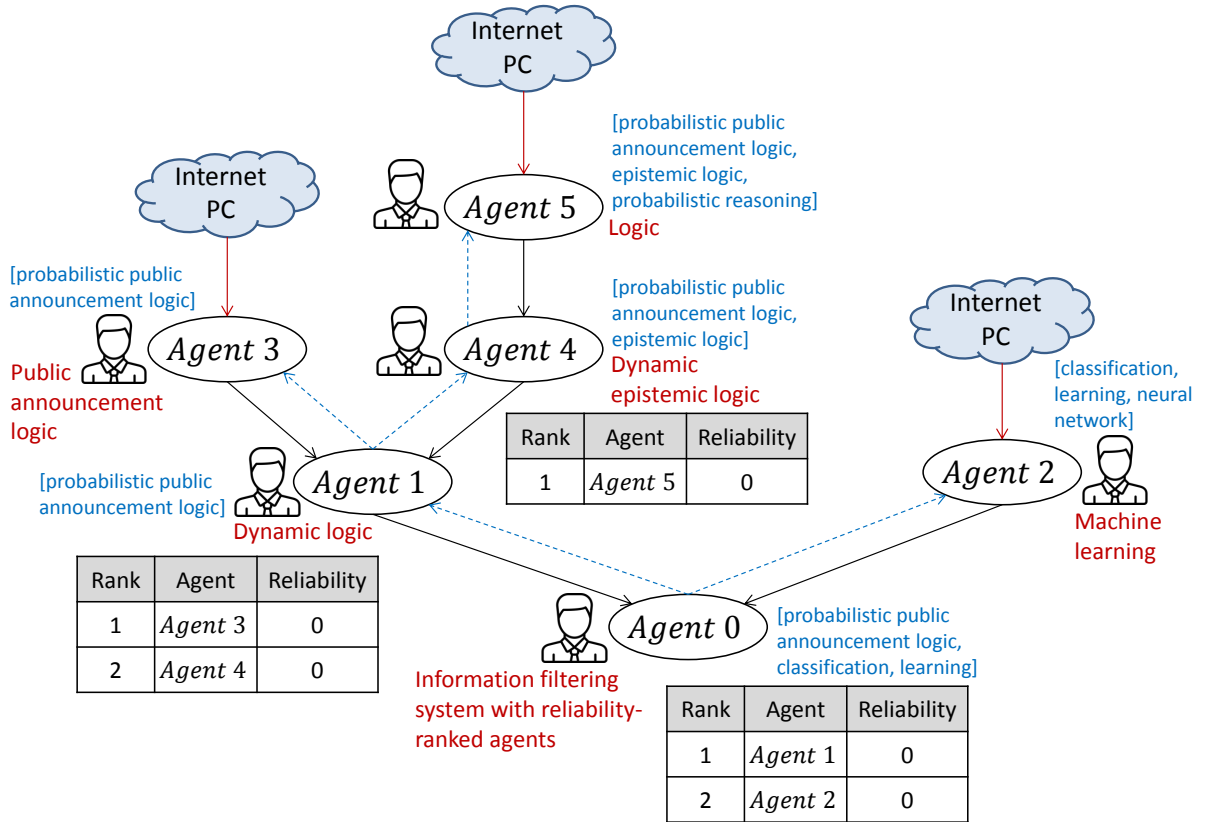 Internet
PC
[probabilistic public
announcement logic,
epistemic logic,
probabilistic reasoning]
Agent 5
Logic
Internet
PC
[probabilistic public
announcement logic]
Agent 3
Public
announcement
logic
[probabilistic public
announcement logic,
epistemic logic]
Agent 4
Dynamic
epistemic logic
Rank Agent Reliability
1 Agent 5 0
Internet
PC
[classification,
learning, neural
network]
Agent 2
Machine
learning
[probabilistic public
announcement logic]
Agent 1
Dynamic logic
Rank Agent Reliability
1 Agent 3 0
2 Agent 4 0
Agent 0
[probabilistic public
announcement logic,
classification, learning]
Information filtering
system with reliability-
ranked agents
Rank Agent Reliability
1 Agent 1 0
2 Agent 2 0